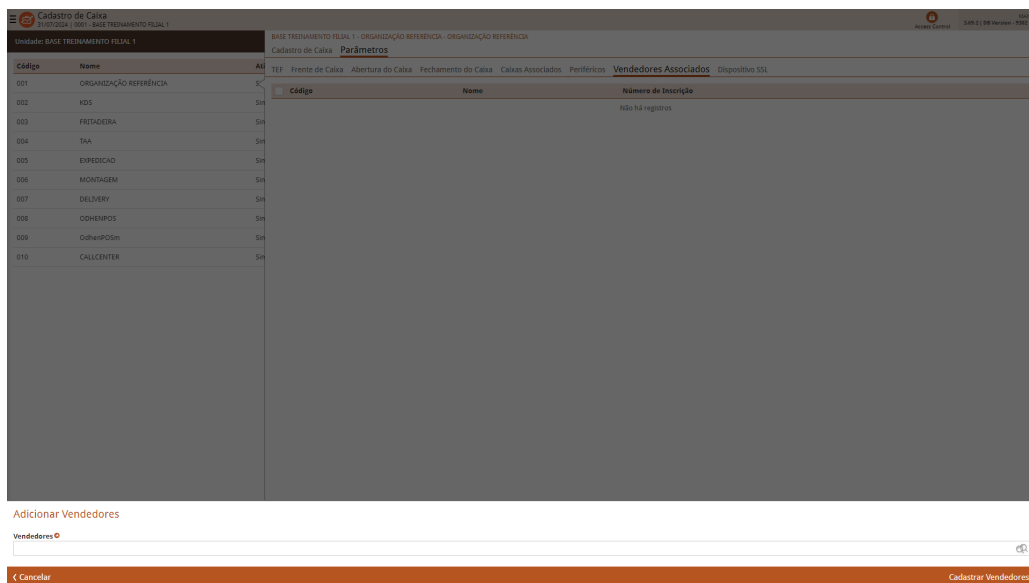 Cadastro de Caixa
31/07/2024 | 0001 - BASE TREINAMENTO FILIAL 1
Access Control
Unidade: BASE TREINAMENTO FILIAL 1
BASE TREINAMENTO FILIAL 1 - ORGANIZAÇÃO REFERÊNCIA - ORGANIZAÇÃO REFERÊNCIA
Cadastro de Caixa Parâmetros
TEF Frente de Caixa Abertura do Caixa Fechamento do Caixa Caixas Associados Periféricos Vendedores Associados Dispositivo SSL
Código Nome Ati
001 ORGANIZAÇÃO REFERÊNCIA S
002 KDS Sim
003 FRITADEIRA Sim
004 TAA Sim
005 EXPEDICAO Sim
006 MONTAGEM Sim
007 DELIVERY Sim
008 ODHENPOS Sim
009 OdhenPOSm Sim
010 CALLCENTER Sim
Código Nome Número de Inscrição
Não há registros
Adicionar Vendedores
Vendedores
Cancelar Cadastrar Vendedores